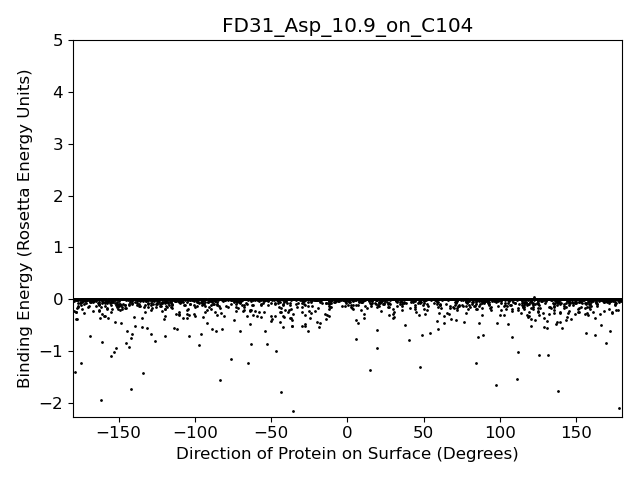 FD31_Asp_10.9_on_C104
5
4
3
2
1
0
−1
−2
Binding Energy (Rosetta Energy Units)
−150 −100 −50 0 50 100 150
Direction of Protein on Surface (Degrees)